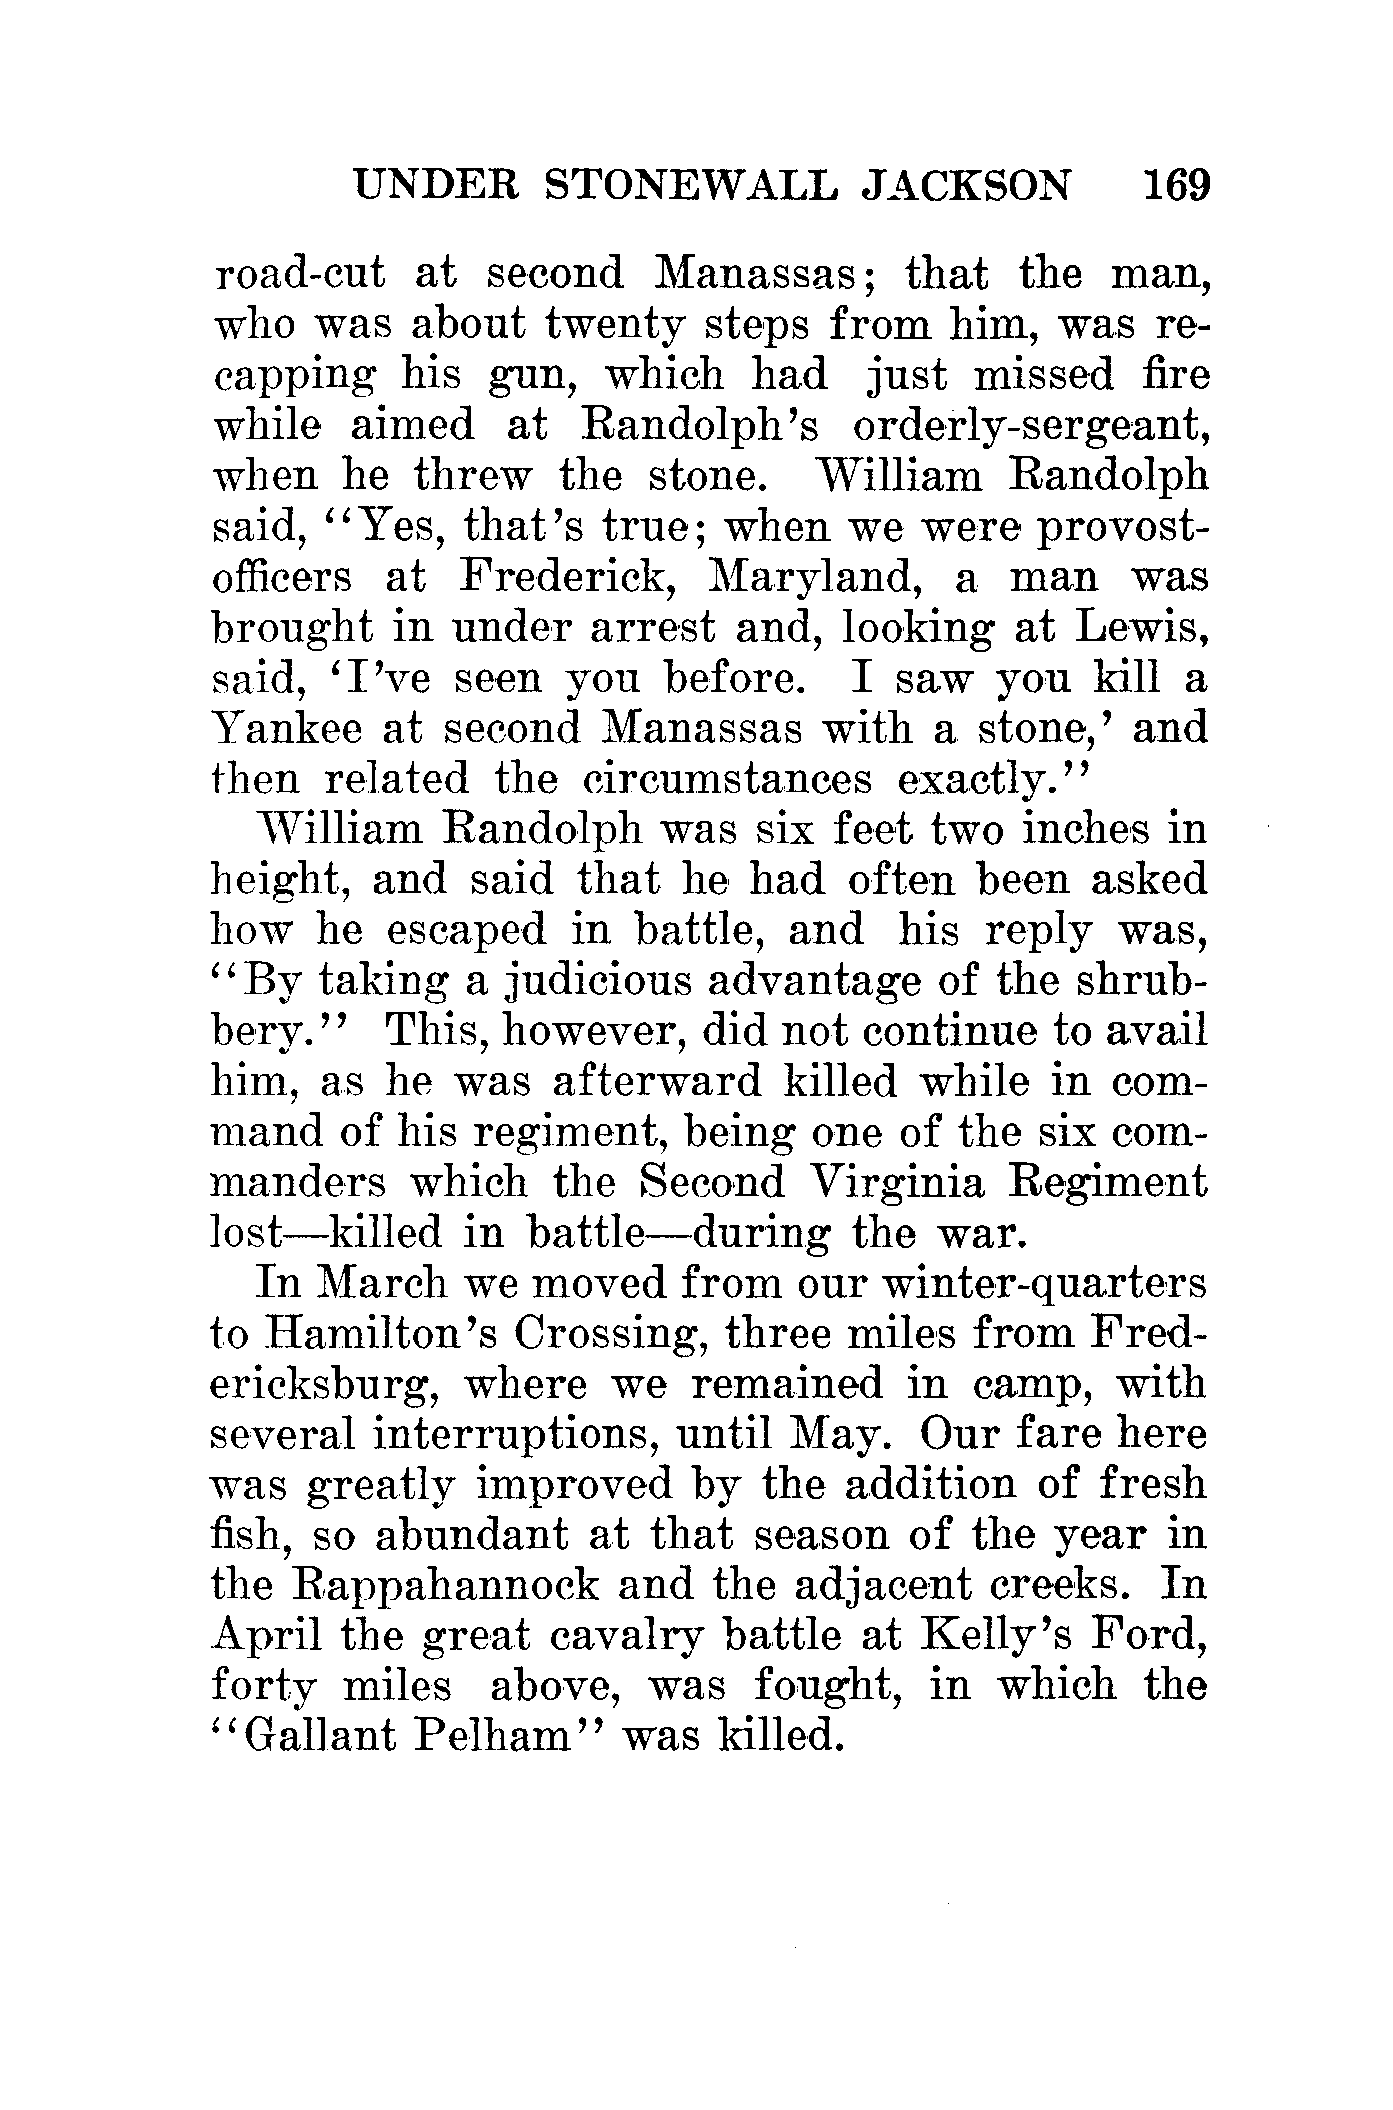 UNDER STONEWALL JACKSON 169
road-cut at second Manassas; that the man,
who was about twenty steps from him, was re-
capping his gun, which had just missed fire
while aimed at Randolph's orderly-sergeant,
when he threw the stone. William Randolph
said, "Yes, that's true; when we were provost-
officers at Frederick, Maryland, a man was
brought in under arrest and, looking at Lewis,
said, 'I've seen you before. I saw you kill a
Yankee at second Manassas with a stone,' and
then related the circumstances exactly."
William Randolph was six feet two inches in
height, and said that he had often been asked
how he escaped in battle, and his reply was,
"By taking a judicious advantage of the shrub-
bery." This, however, did not continue to avail
him, as he was afterward killed while in com-
mand of his regiment, being one of the six com-
manders which the Second Virginia Regiment
lost—killed in battle—during the war.
In March we moved from our winter-quarters
to Hamilton's Crossing, three miles from Fred-
ericksburg, where we remained in camp, with
several interruptions, until May. Our fare here
was greatly improved by the addition of fresh
fish, so abundant at that season of the year in
the Rappahannock and the adjacent creeks. In
April the great cavalry battle at Kelly's Ford,
forty miles above, was fought, in which the
"Gallant Pelham" was killed.